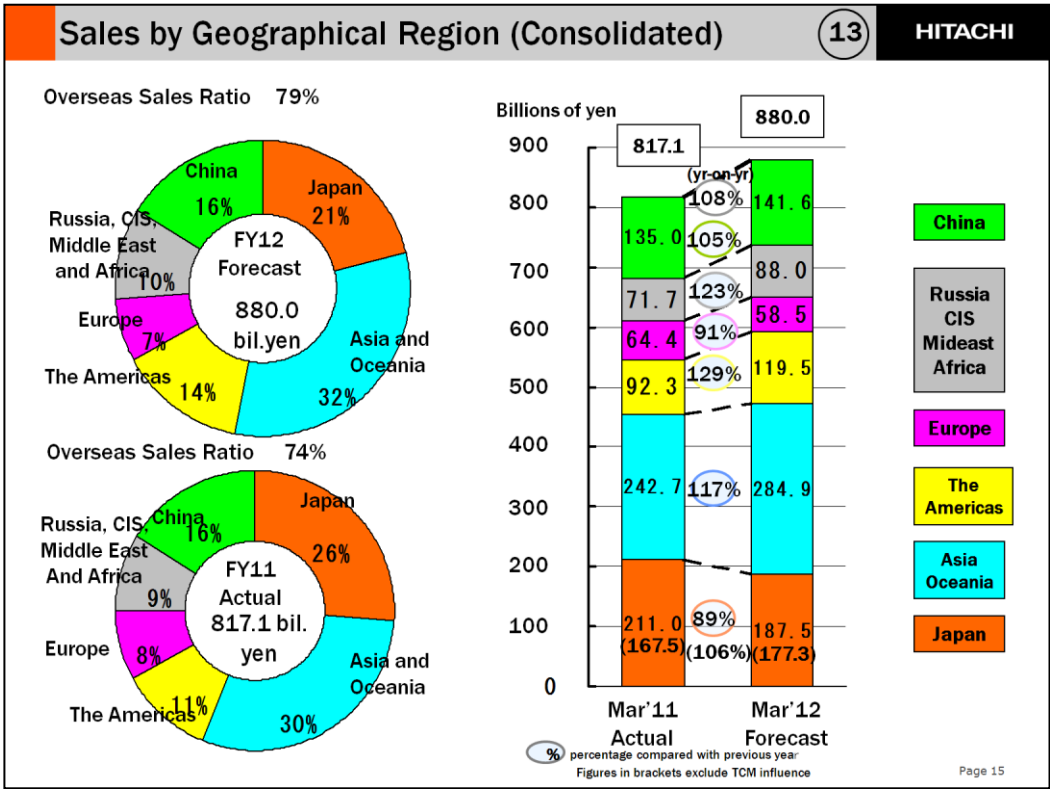 Sales by Geographical Region (Consolidated)
13
HITACHI
Overseas Sales Ratio 79%
China
16%
Japan
21%
Russia, CIS,
Middle East
and Africa
10%
FY12
Forecast
880.0
bil.yen
Europe
7%
Asia and
Oceania
32%
The Americas
14%
Overseas Sales Ratio 74%
China
16%
Japan
26%
Russia, CIS,
Middle East
And Africa
9%
FY11
Actual
817.1 bil.
yen
Europe
8%
Asia and
Oceania
30%
The Americas
11%
Billions of yen
817.1
880.0
(yr-on-yr)
900
800
700
600
500
400
300
200
100
0
108%
135.0
105%
141.6
71.7
123%
88.0
64.4
91%
58.5
92.3
129%
119.5
242.7
117%
284.9
211.0
89%
187.5
(167.5)
(106%)
(177.3)
Mar'11
Actual
Mar'12
Forecast
% percentage compared with previous year
Figures in brackets exclude TCM influence
China
Russia
CIS
Mideast
Africa
Europe
The
Americas
Asia
Oceania
Japan
Page 15